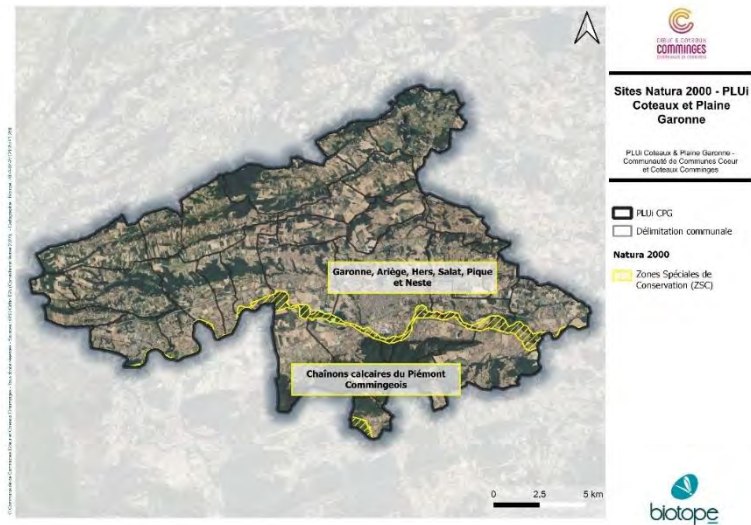 CŒUR & COTEAUX
COMMINGES
Sites Natura 2000 - PLUi
Coteaux et Plaine
Garonne
PLUi Coteaux & Plaine Garonne -
Communauté de Communes Coeur
et Coteaux Comminges
PLUi CPG
Délimitation communale
Natura 2000
Zones Spéciales de
Conservation (ZSC)
Garonne, Ariège, Hers, Salat, Pique
et Neste
Chaînons calcaires du Piémont
Commingeois
0 2,5 5 km
biotope